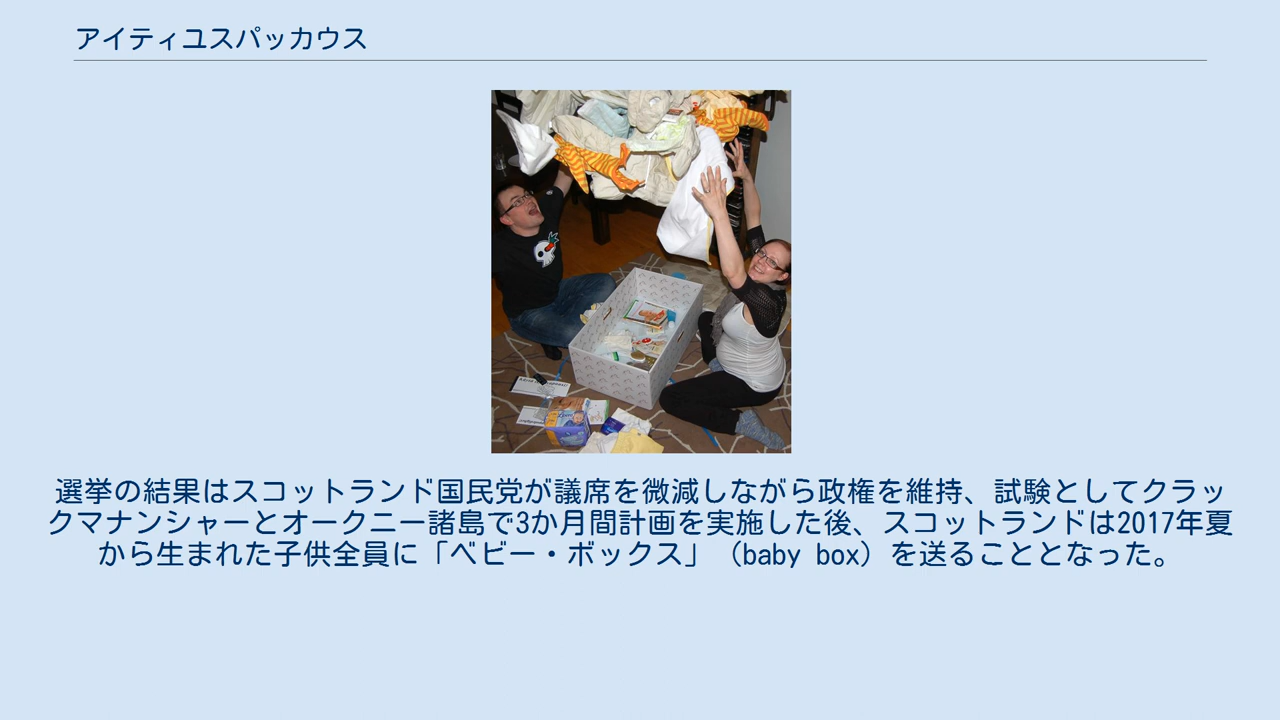 アイティユスパッカウス
選挙の結果はスコットランド国民党が議席を微減しながら政権を維持、試験としてクラッ
クマナンシャーとオークニー諸島で3か月間計画を実施した後、スコットランドは2017年夏
から生まれた子供全員に「ベビー・ボックス」（baby box）を送ることとなった。